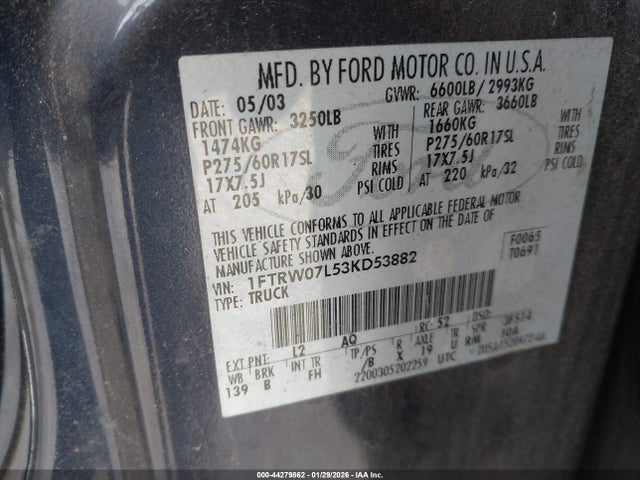 MFD. BY FORD MOTOR CO. IN U.S.A.
DATE: 05/03 GVWR: 6600LB / 2993KG
FRONT GAWR: 3250LB REAR GAWR: 3660LB
1474KG WITH 1660KG WITH
P275/60R17SL TIRES P275/60R17SL TIRES
17X7.5J RIMS 17X7.5J RIMS
AT 205 kPa/30 PSI COLD AT 220 kPa/32 PSI COLD
Ford
THIS VEHICLE CONFORMS TO ALL APPLICABLE FEDERAL MOTOR
VEHICLE SAFETY STANDARDS IN EFFECT ON THE DATE OF
MANUFACTURE SHOWN ABOVE.
F0065
VIN: 1FTRW07L53KD53882 T0691
TYPE: TRUCK
EXT PNT: L2 AQ RC: 52 DSO: 3F514
WB BRK INT TR TP/PS R AXLE TR SPR
139 B FH /B X 19 U R/M 60A
2200305202259 UTC
000-44279862 - 01/29/2026 - IAA Inc.